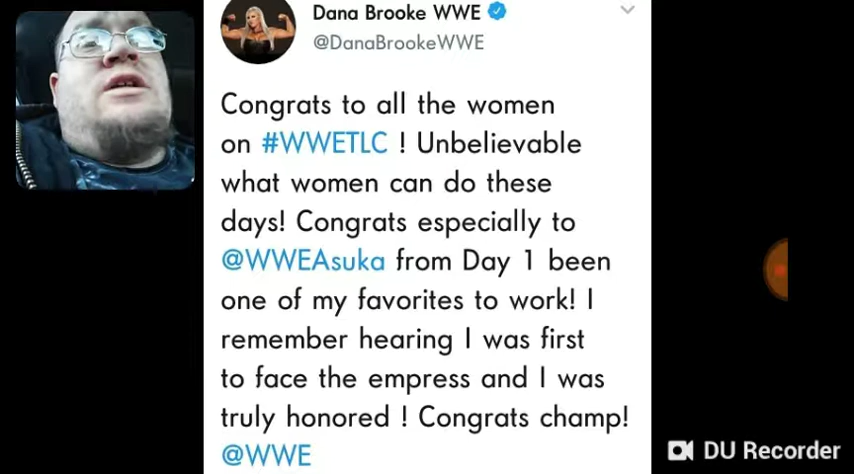 Dana Brooke WWE
@DanaBrookeWWE
Congrats to all the women
on #WWETLC ! Unbelievable
what women can do these
days! Congrats especially to
@WWEAsuka from Day 1 been
one of my favorites to work! I
remember hearing I was first
to face the empress and I was
truly honored ! Congrats champ!
@WWE
DU Recorder